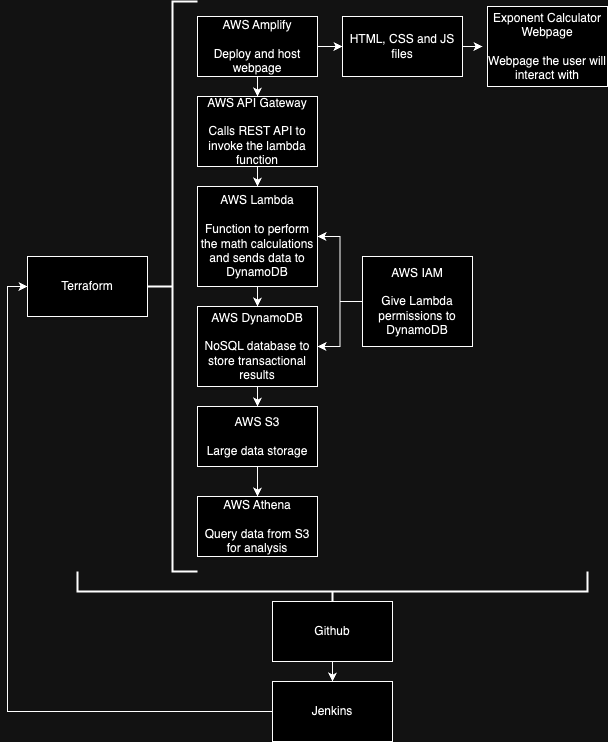 AWS Amplify
Deploy and host
webpage
HTML, CSS and JS
files
Exponent Calculator
Webpage
Webpage the user will
interact with
AWS API Gateway
Calls REST API to
invoke the lambda
function
AWS Lambda
Function to perform
the math calculations
and sends data to
DynamoDB
Terraform
AWS IAM
Give Lambda
permissions to
DynamoDB
AWS DynamoDB
NoSQL database to
store transactional
results
AWS S3
Large data storage
AWS Athena
Query data from S3
for analysis
Github
Jenkins